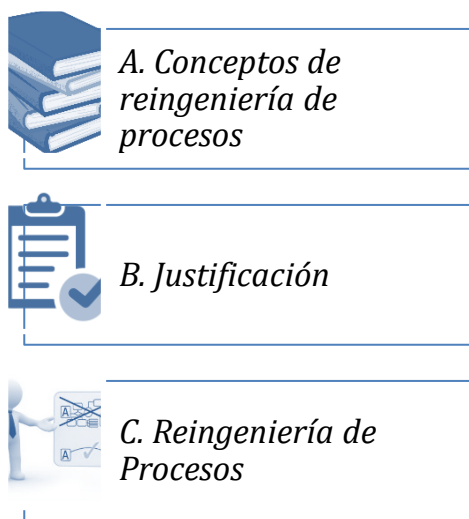 A. Conceptos de
reingeniería de
procesos
B. Justificación
A
A
C. Reingeniería de
Procesos